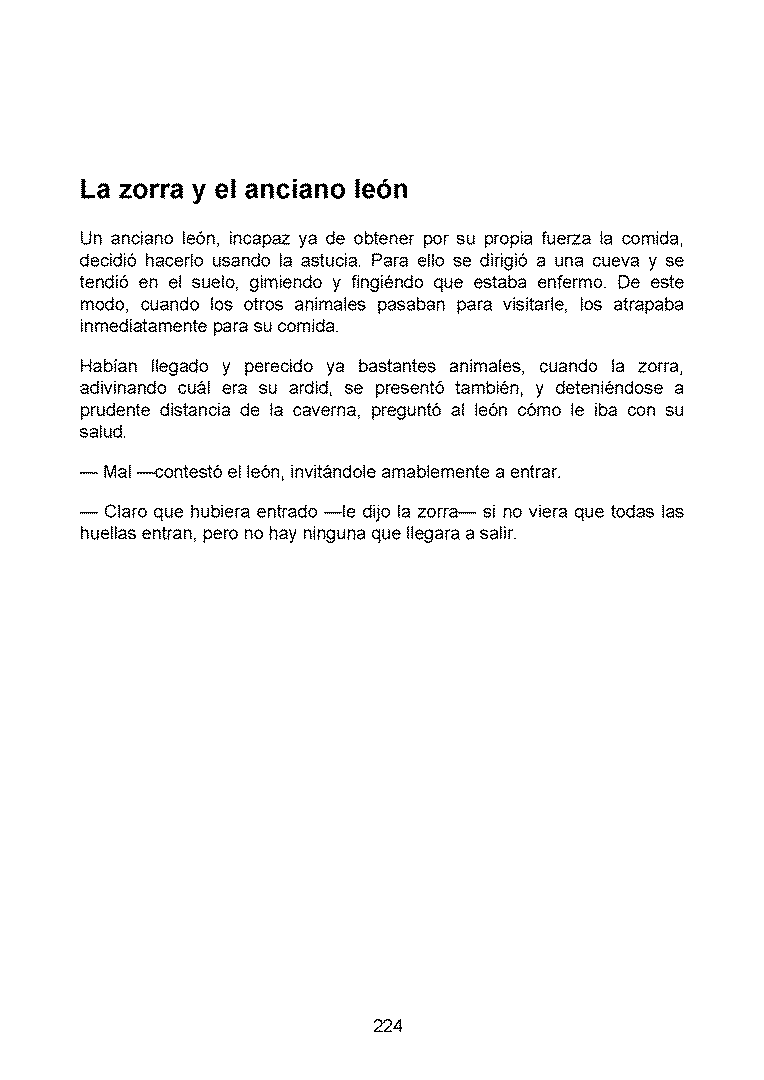 La zorra y el anciano león
Un anciano león, incapaz ya de obtener por su propia fuerza la comida,
decidió hacerlo usando la astucia. Para ello se dirigió a una cueva y se
tendió en el suelo, gimiendo y fingiéndo que estaba enfermo. De este
modo, cuando los otros animales pasaban para visitarle, los atrapaba
inmediatamente para su comida.
Habían llegado y perecido ya bastantes animales, cuando la zorra,
adivinando cuál era su ardid, se presentó también, y deteniéndose a
prudente distancia de la caverna, preguntó al león cómo le iba con su
salud.
— Mal —contestó el león, invitándole amablemente a entrar.
— Claro que hubiera entrado —le dijo la zorra— si no viera que todas las
huellas entran, pero no hay ninguna que llegara a salir.
224